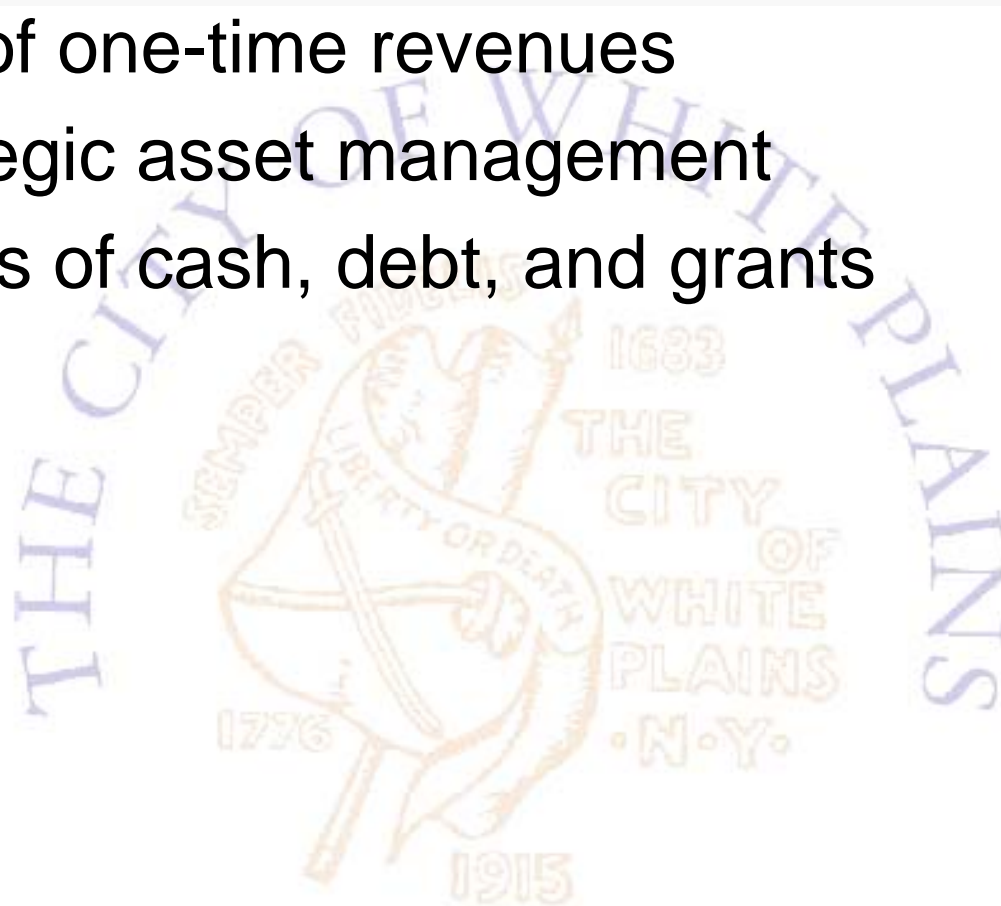 of one-time revenues
egic asset management
s of cash, debt, and grants
THE CITY OF WHITE PLAINS
SEMPER FIDELIS
LIBERTY OR DEATH
1683
THE
CITY
OF
WHITE
PLAINS
·N·Y·
1776
1915